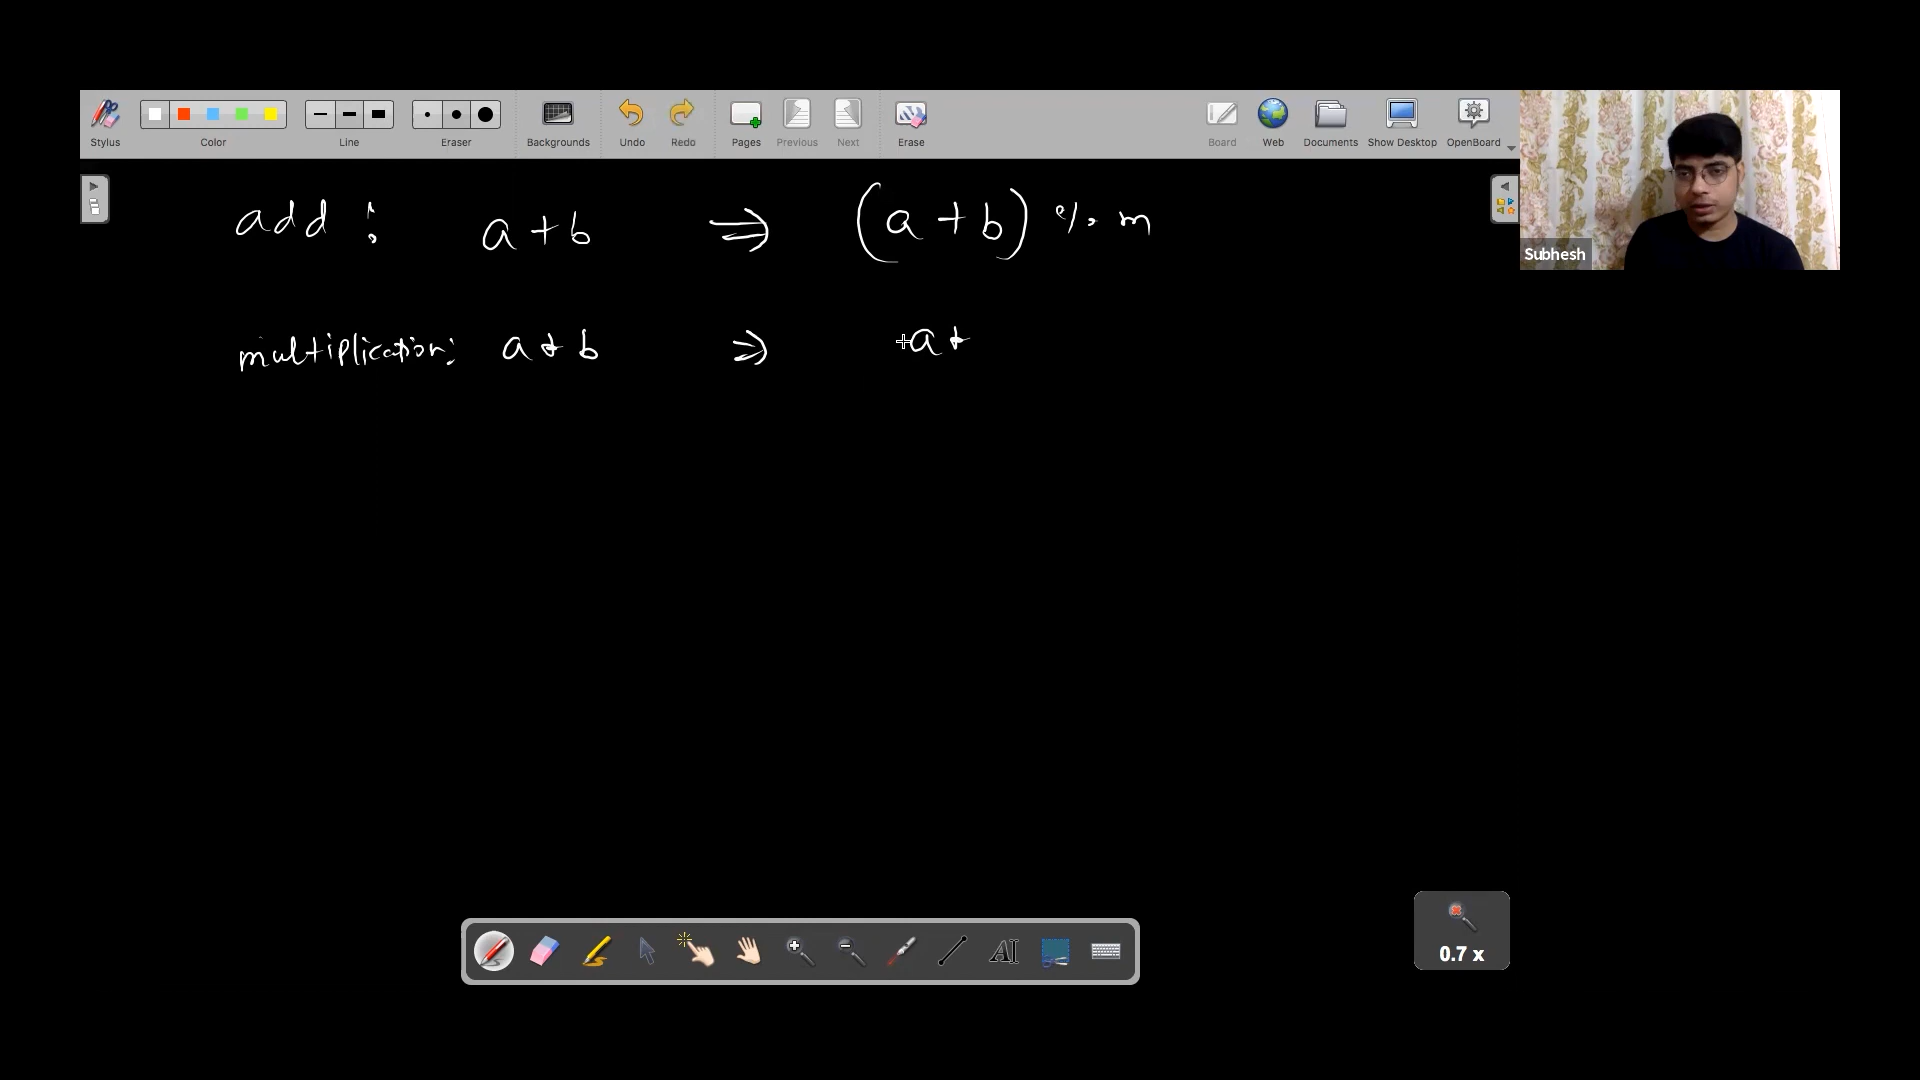 Stylus Color Line Eraser Backgrounds Undo Redo Pages Previous Next Erase Board Web Documents Show Desktop OpenBoard
add : a + b ⇒ (a + b) % m
Subhesh
multiplication: a * b ⇒ a *
AI
0.7 x